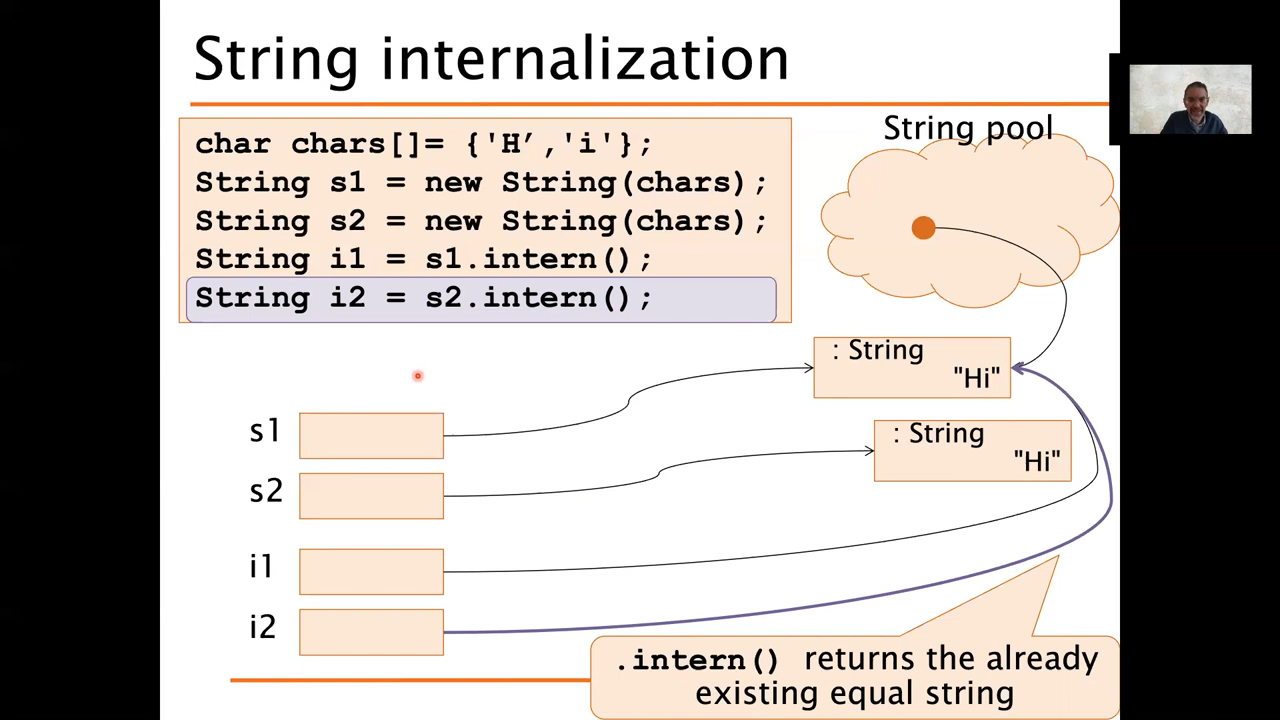 String internalization
char chars[]= {'H’,'i'};
String s1 = new String(chars);
String s2 = new String(chars);
String i1 = s1.intern();
String i2 = s2.intern();
String pool
: String
"Hi"
: String
"Hi"
s1
s2
i1
i2
.intern() returns the already
existing equal string